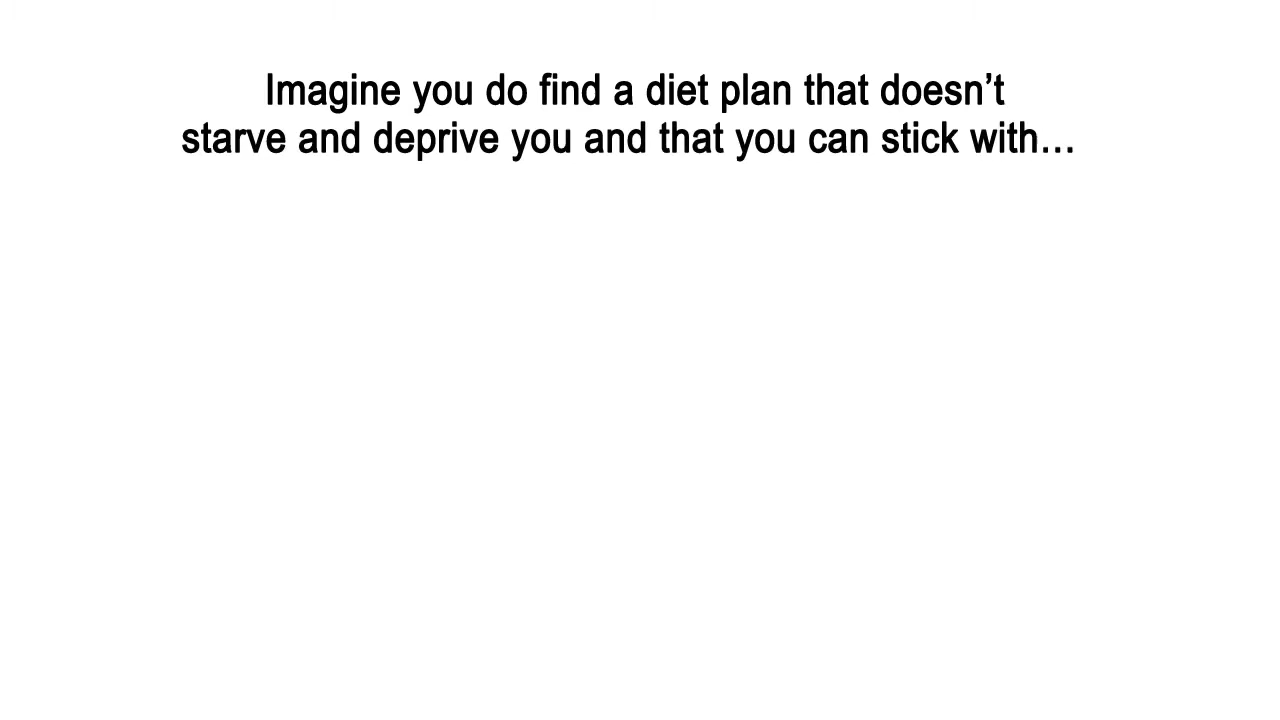 Imagine you do find a diet plan that doesn’t
starve and deprive you and that you can stick with…